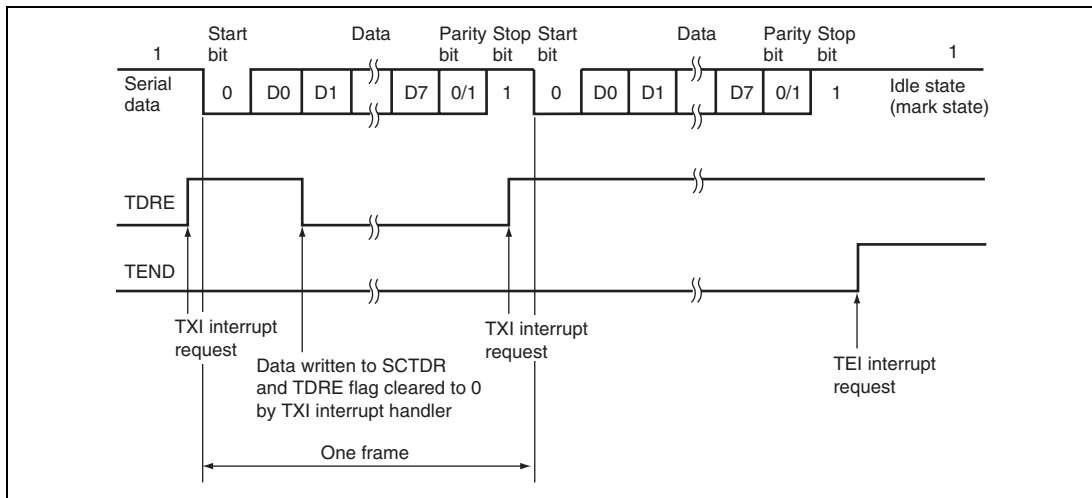 Start bit
Data
Parity bit
Stop bit
Start bit
Data
Parity bit
Stop bit
1
1
Serial data
0
D0
D1
D7
0/1
1
0
D0
D1
D7
0/1
1
Idle state
(mark state)
TDRE
TEND
TXI interrupt
request
Data written to SCTDR
and TDRE flag cleared to 0
by TXI interrupt handler
TXI interrupt
request
TEI interrupt
request
One frame